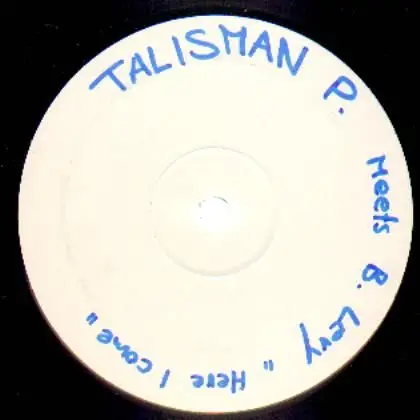 TALISMAN P. Meets B. Levy "Here I come"